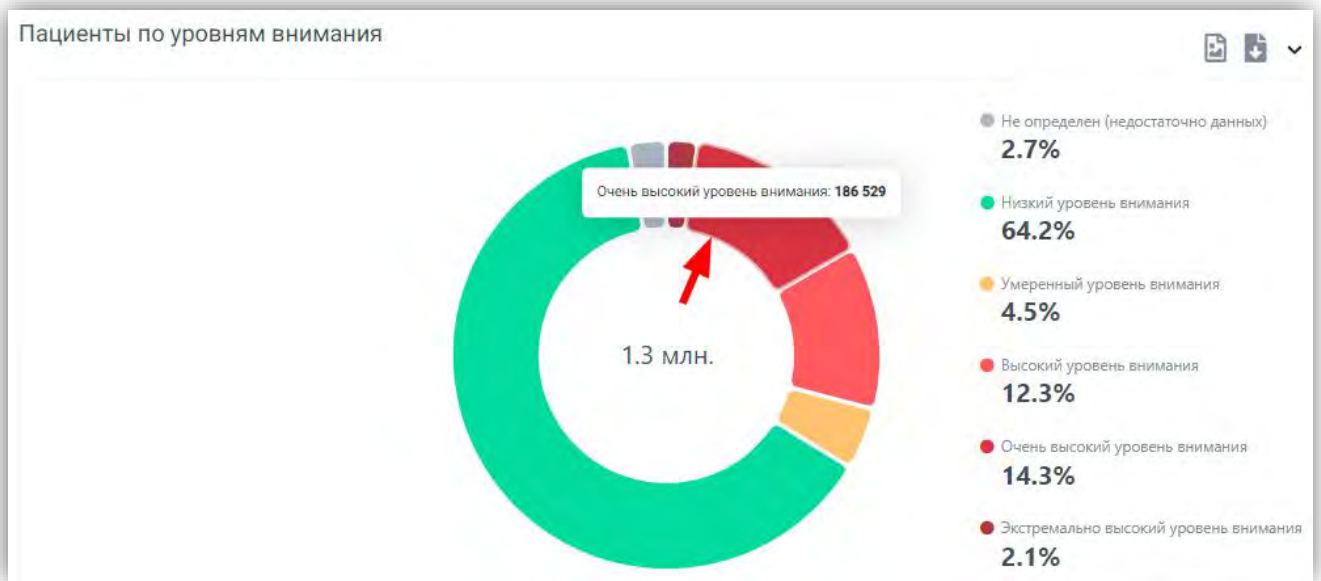 Пациенты по уровням внимания
Не определен (недостаточно данных)
2.7%
Очень высокий уровень внимания: 186 529
Низкий уровень внимания
64.2%
Умеренный уровень внимания
4.5%
1.3 млн.
Высокий уровень внимания
12.3%
Очень высокий уровень внимания
14.3%
Экстремально высокий уровень внимания
2.1%